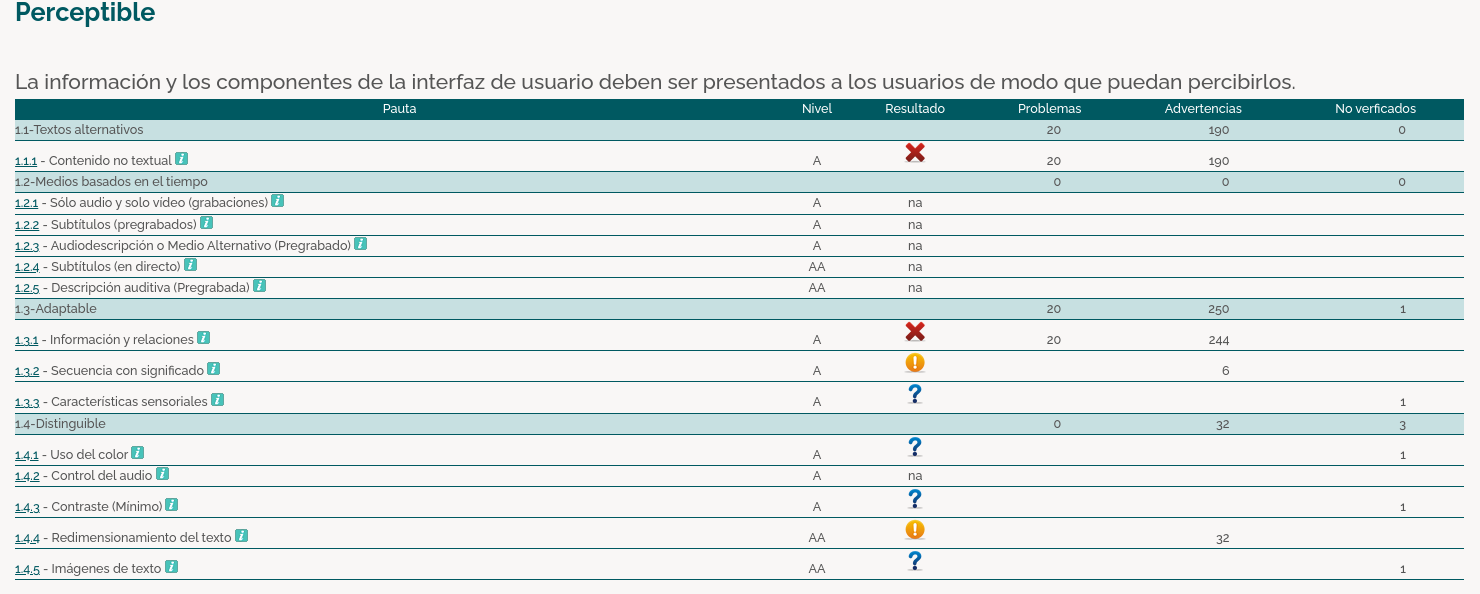 Perceptible
La información y los componentes de la interfaz de usuario deben ser presentados a los usuarios de modo que puedan percibirlos.
Pauta Nivel Resultado Problemas Advertencias No verficados
1.1-Textos alternativos 20 190 0
1.1.1 - Contenido no textual i A 20 190
1.2-Medios basados en el tiempo 0 0 0
1.2.1 - Sólo audio y solo vídeo (grabaciones) i A na
1.2.2 - Subtítulos (pregrabados) i A na
1.2.3 - Audiodescripción o Medio Alternativo (Pregrabado) i A na
1.2.4 - Subtítulos (en directo) i AA na
1.2.5 - Descripción auditiva (Pregrabada) i AA na
1.3-Adaptable 20 250 1
1.3.1 - Información y relaciones i A 20 244
1.3.2 - Secuencia con significado i A ! 6
1.3.3 - Características sensoriales i A ? 1
1.4-Distinguible 0 32 3
1.4.1 - Uso del color i A ? 1
1.4.2 - Control del audio i A na
1.4.3 - Contraste (Mínimo) i A ? 1
1.4.4 - Redimensionamiento del texto i AA ! 32
1.4.5 - Imágenes de texto i AA ? 1